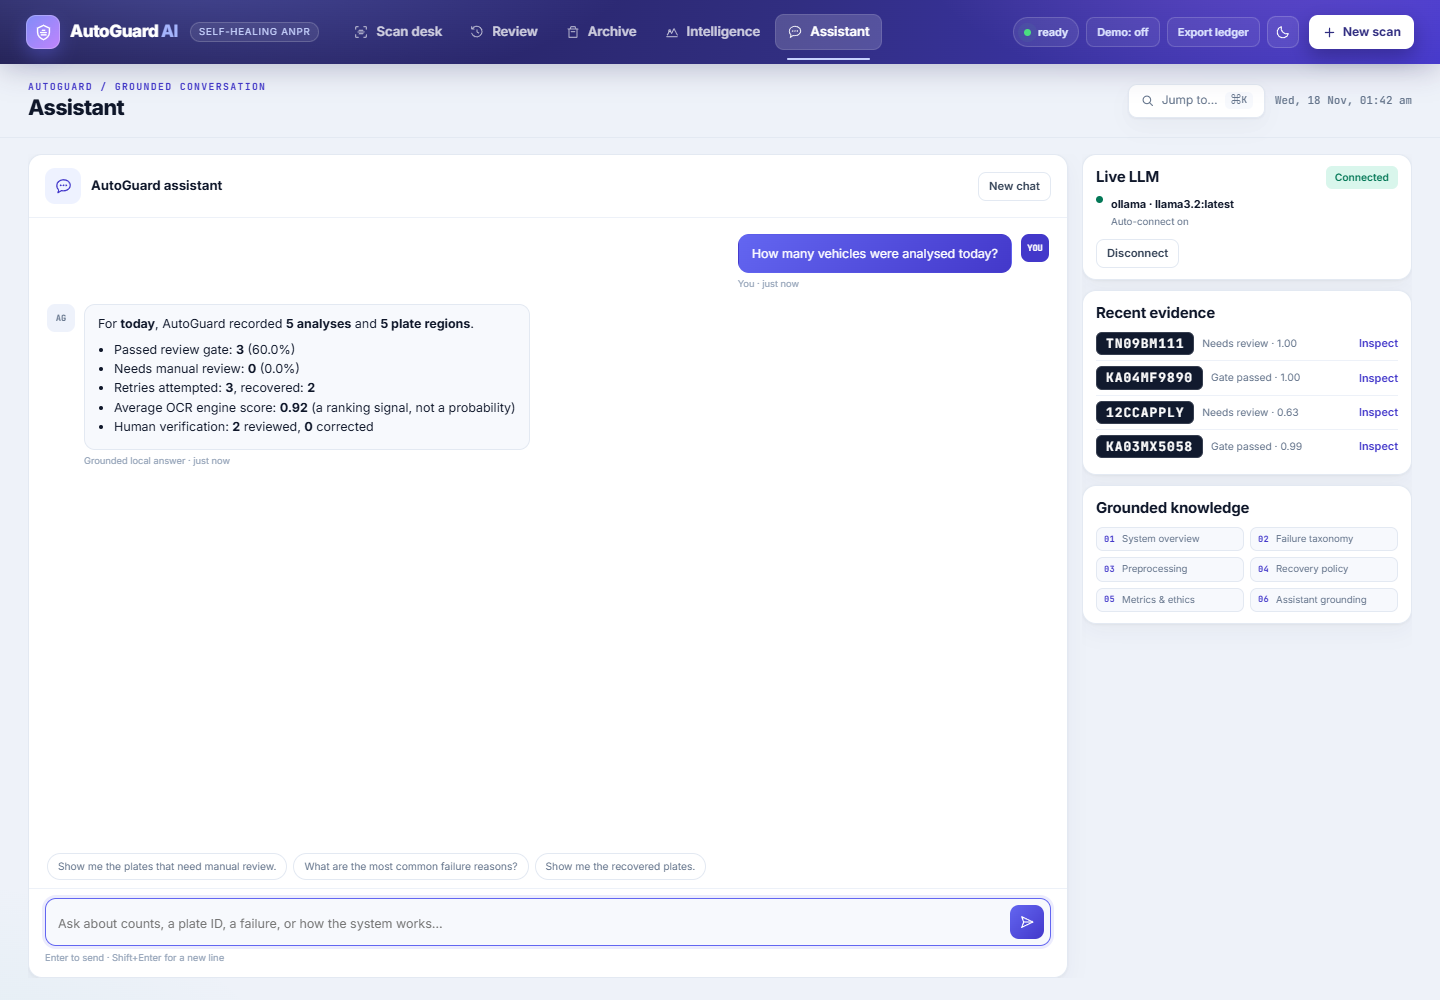 AutoGuard AI
SELF-HEALING ANPR
Scan desk
Review
Archive
Intelligence
Assistant
ready
Demo: off
Export ledger
New scan
AUTOGUARD / GROUNDED CONVERSATION
Assistant
Jump to...
⌘K
Wed, 18 Nov, 01:42 am
AutoGuard assistant
New chat
How many vehicles were analysed today?
YOU
You · just now
AG
For today, AutoGuard recorded 5 analyses and 5 plate regions.
• Passed review gate: 3 (60.0%)
• Needs manual review: 0 (0.0%)
• Retries attempted: 3, recovered: 2
• Average OCR engine score: 0.92 (a ranking signal, not a probability)
• Human verification: 2 reviewed, 0 corrected
Grounded local answer · just now
Show me the plates that need manual review.
What are the most common failure reasons?
Show me the recovered plates.
Ask about counts, a plate ID, a failure, or how the system works...
Enter to send · Shift+Enter for a new line
Live LLM
Connected
ollama · llama3.2:latest
Auto-connect on
Disconnect
Recent evidence
TN09BM111 Needs review · 1.00 Inspect
KA04MF9890 Gate passed · 1.00 Inspect
12CCAPPLY Needs review · 0.63 Inspect
KA03MX5058 Gate passed · 0.99 Inspect
Grounded knowledge
01 System overview
02 Failure taxonomy
03 Preprocessing
04 Recovery policy
05 Metrics & ethics
06 Assistant grounding